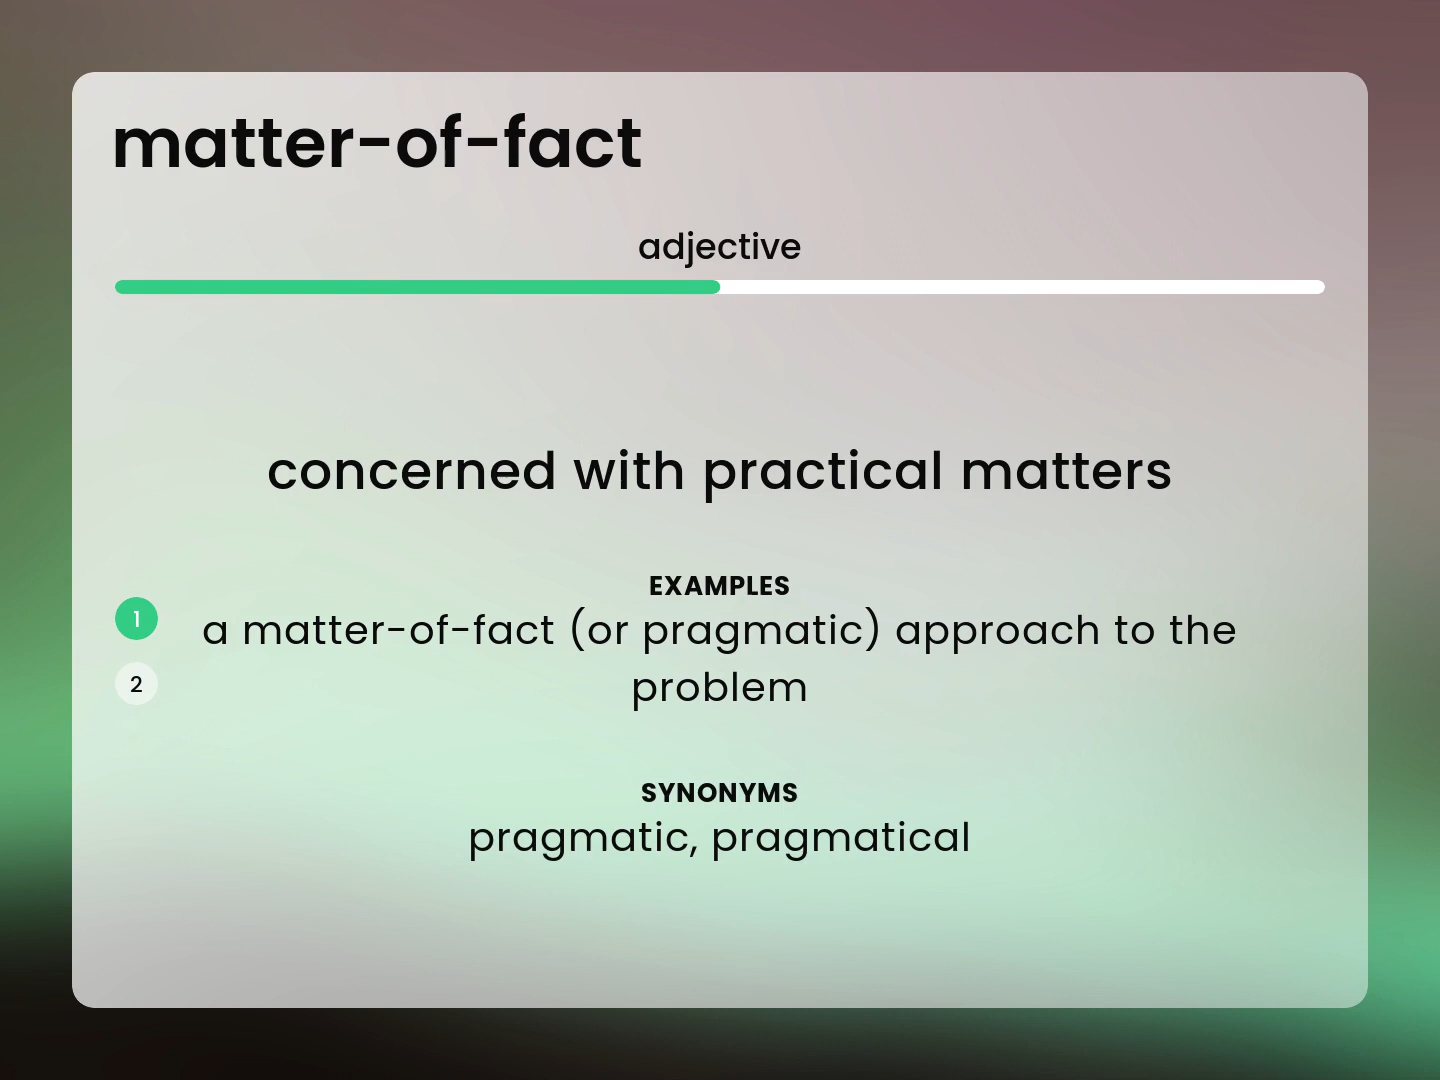 matter-of-fact
adjective
concerned with practical matters
EXAMPLES
1
a matter-of-fact (or pragmatic) approach to the
2
problem
SYNONYMS
pragmatic, pragmatical